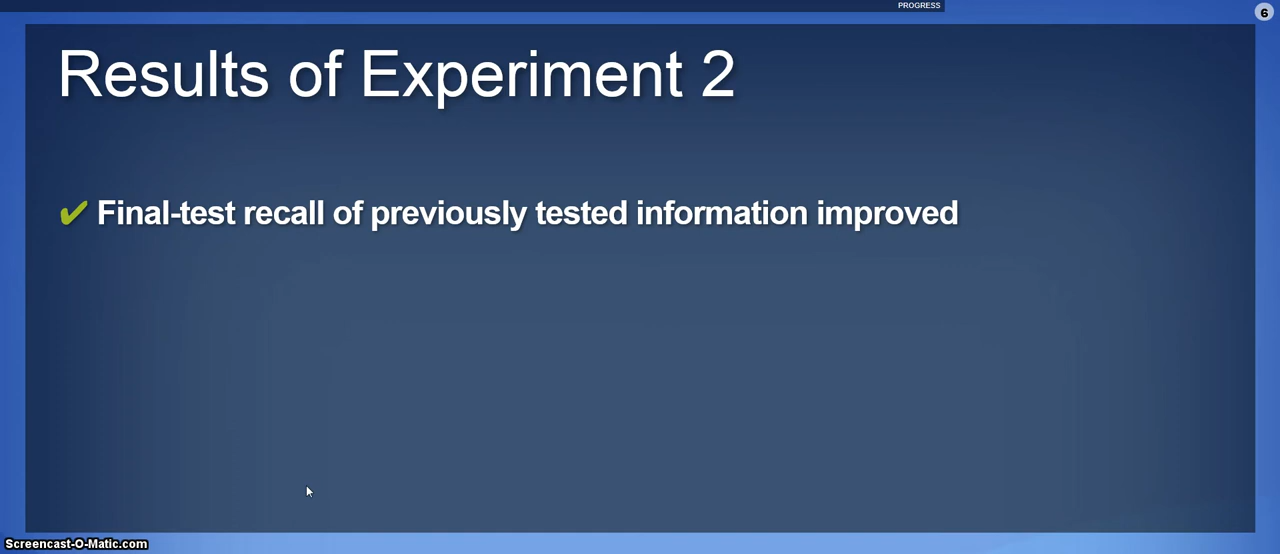 PROGRESS
6
Results of Experiment 2
✔ Final-test recall of previously tested information improved
Screencast-O-Matic.com